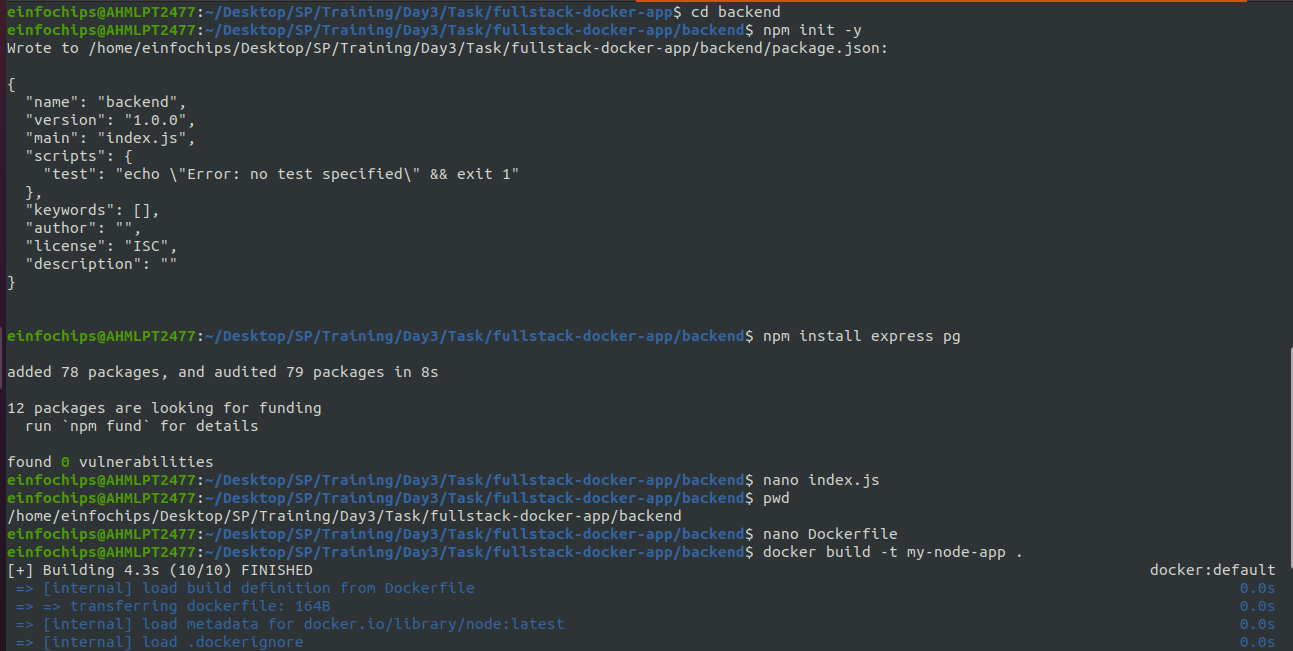 einfochips@AHMLPT2477:~/Desktop/SP/Training/Day3/Task/fullstack-docker-app$ cd backend
einfochips@AHMLPT2477:~/Desktop/SP/Training/Day3/Task/fullstack-docker-app/backend$ npm init -y
Wrote to /home/einfochips/Desktop/SP/Training/Day3/Task/fullstack-docker-app/backend/package.json:

{
  "name": "backend",
  "version": "1.0.0",
  "main": "index.js",
  "scripts": {
    "test": "echo \"Error: no test specified\" && exit 1"
  },
  "keywords": [],
  "author": "",
  "license": "ISC",
  "description": ""
}

einfochips@AHMLPT2477:~/Desktop/SP/Training/Day3/Task/fullstack-docker-app/backend$ npm install express pg

added 78 packages, and audited 79 packages in 8s

12 packages are looking for funding
  run `npm fund` for details

found 0 vulnerabilities
einfochips@AHMLPT2477:~/Desktop/SP/Training/Day3/Task/fullstack-docker-app/backend$ nano index.js
einfochips@AHMLPT2477:~/Desktop/SP/Training/Day3/Task/fullstack-docker-app/backend$ pwd
/home/einfochips/Desktop/SP/Training/Day3/Task/fullstack-docker-app/backend
einfochips@AHMLPT2477:~/Desktop/SP/Training/Day3/Task/fullstack-docker-app/backend$ nano Dockerfile
einfochips@AHMLPT2477:~/Desktop/SP/Training/Day3/Task/fullstack-docker-app/backend$ docker build -t my-node-app .
[+] Building 4.3s (10/10) FINISHED docker:default
 => [internal] load build definition from Dockerfile 0.0s
 => => transferring dockerfile: 164B 0.0s
 => [internal] load metadata for docker.io/library/node:latest 0.0s
 => [internal] load .dockerignore 0.0s